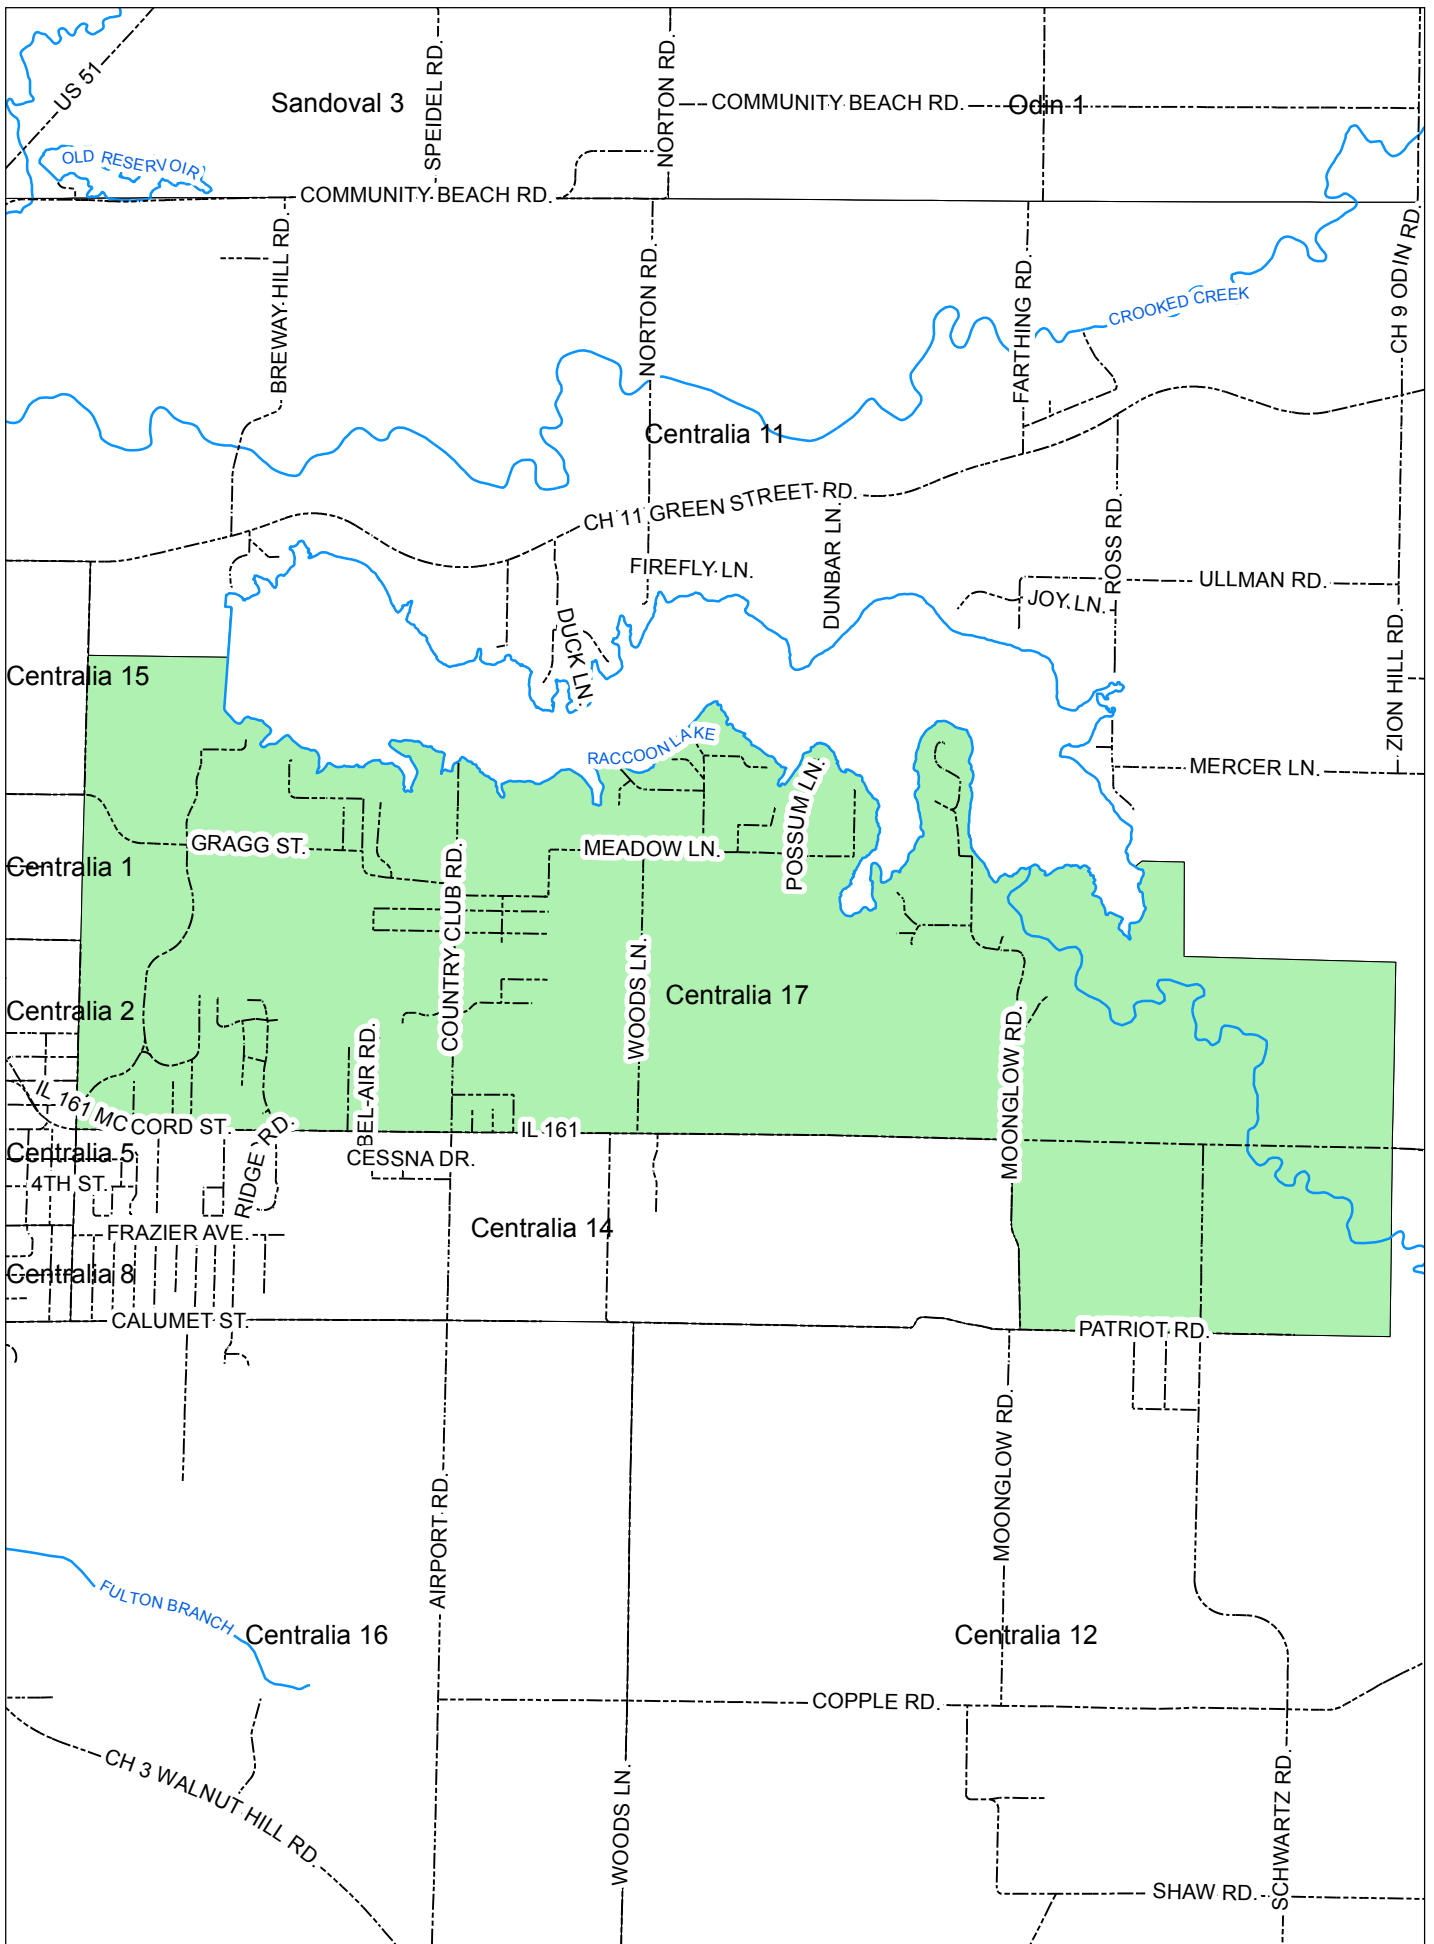 US 51
Sandoval 3
SPEIDEL RD.
NORTON RD.
COMMUNITY BEACH RD.
Odin 1
OLD RESERVOIR
COMMUNITY BEACH RD.
BREWAY HILL RD.
NORTON RD.
FARTHING RD.
CROOKED CREEK
CH 9 ODIN RD.
Centralia 11
CH 11 GREEN STREET RD.
FIREFLY LN.
DUNBAR LN.
ROSS RD.
ULLMAN RD.
JOY LN.
DUCK LN.
ZION HILL RD.
Centralia 15
RACCOON LAKE
MERCER LN.
POSSUM LN.
GRAGG ST.
MEADOW LN.
Centralia 1
COUNTRY CLUB RD.
WOODS LN.
Centralia 17
Centralia 2
BEL-AIR RD.
MOONGLOW RD.
IL 161 MC CORD ST.
IL 161
RIDGE RD.
Centralia 5
CESSNA DR.
4TH ST.
FRAZIER AVE.
Centralia 14
Centralia 8
CALUMET ST.
PATRIOT RD.
MOONGLOW RD.
AIRPORT RD.
FULTON BRANCH
Centralia 16
Centralia 12
COPPLE RD.
CH 3 WALNUT HILL RD.
WOODS LN.
SCHWARTZ RD.
SHAW RD.